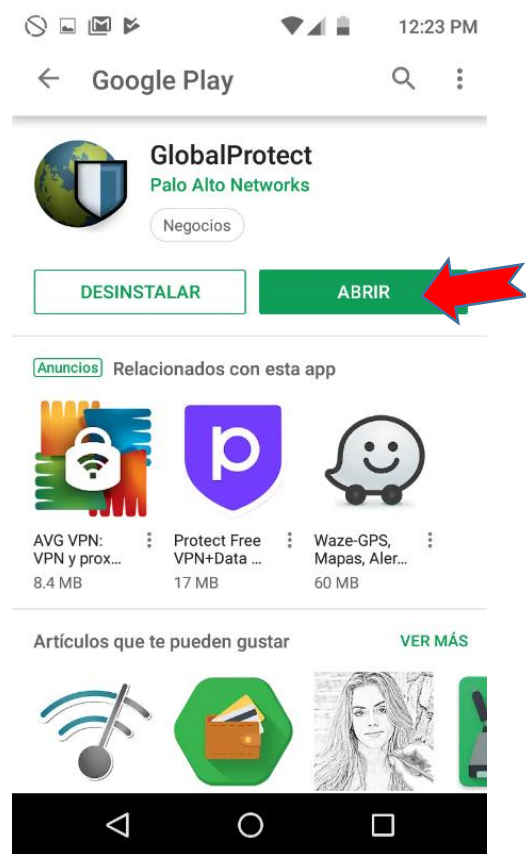 12:23 PM
Google Play
GlobalProtect
Palo Alto Networks
Negocios
DESINSTALAR
ABRIR
Anuncios Relacionados con esta app
AVG VPN:
VPN y prox...
8.4 MB
Protect Free
VPN+Data ...
17 MB
Waze-GPS,
Mapas, Aler...
60 MB
Artículos que te pueden gustar
VER MÁS